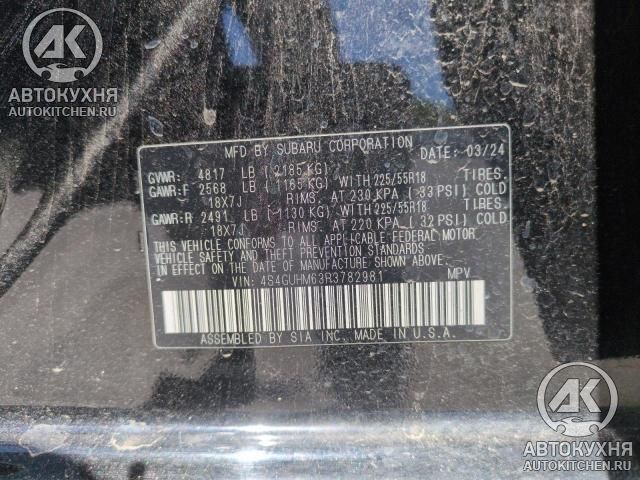 АК
АВТОКУХНЯ
AUTOKITCHEN.RU
MFD BY SUBARU CORPORATION DATE: 03/24
GVWR: 4817 LB ( 2185 KG)
GAWR:F 2568 LB ( 1165 KG) WITH 225/55R18 TIRES.
18X7J RIMS. AT 230 KPA ( 33 PSI) COLD
GAWR:R 2491 LB ( 1130 KG) WITH 225/55R18 TIRES.
18X7J RIMS. AT 220 KPA ( 32 PSI) COLD
THIS VEHICLE CONFORMS TO ALL APPLICABLE FEDERAL MOTOR
VEHICLE SAFETY AND THEFT PREVENTION STANDARDS
IN EFFECT ON THE DATE OF MANUFACTURE SHOWN ABOVE.
VIN: 4S4GUHM63R3782981 MPV
ASSEMBLED BY SIA INC. MADE IN U.S.A.
АК
АВТОКУХНЯ
AUTOKITCHEN.RU